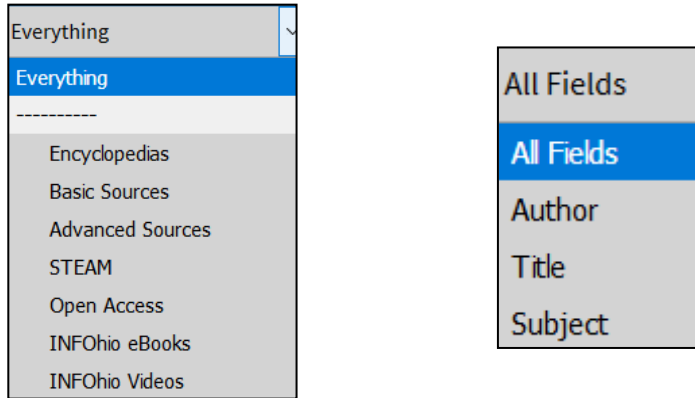 Everything
Everything
----------
Encyclopedias
Basic Sources
Advanced Sources
STEAM
Open Access
INFOhio eBooks
INFOhio Videos
All Fields
All Fields
Author
Title
Subject